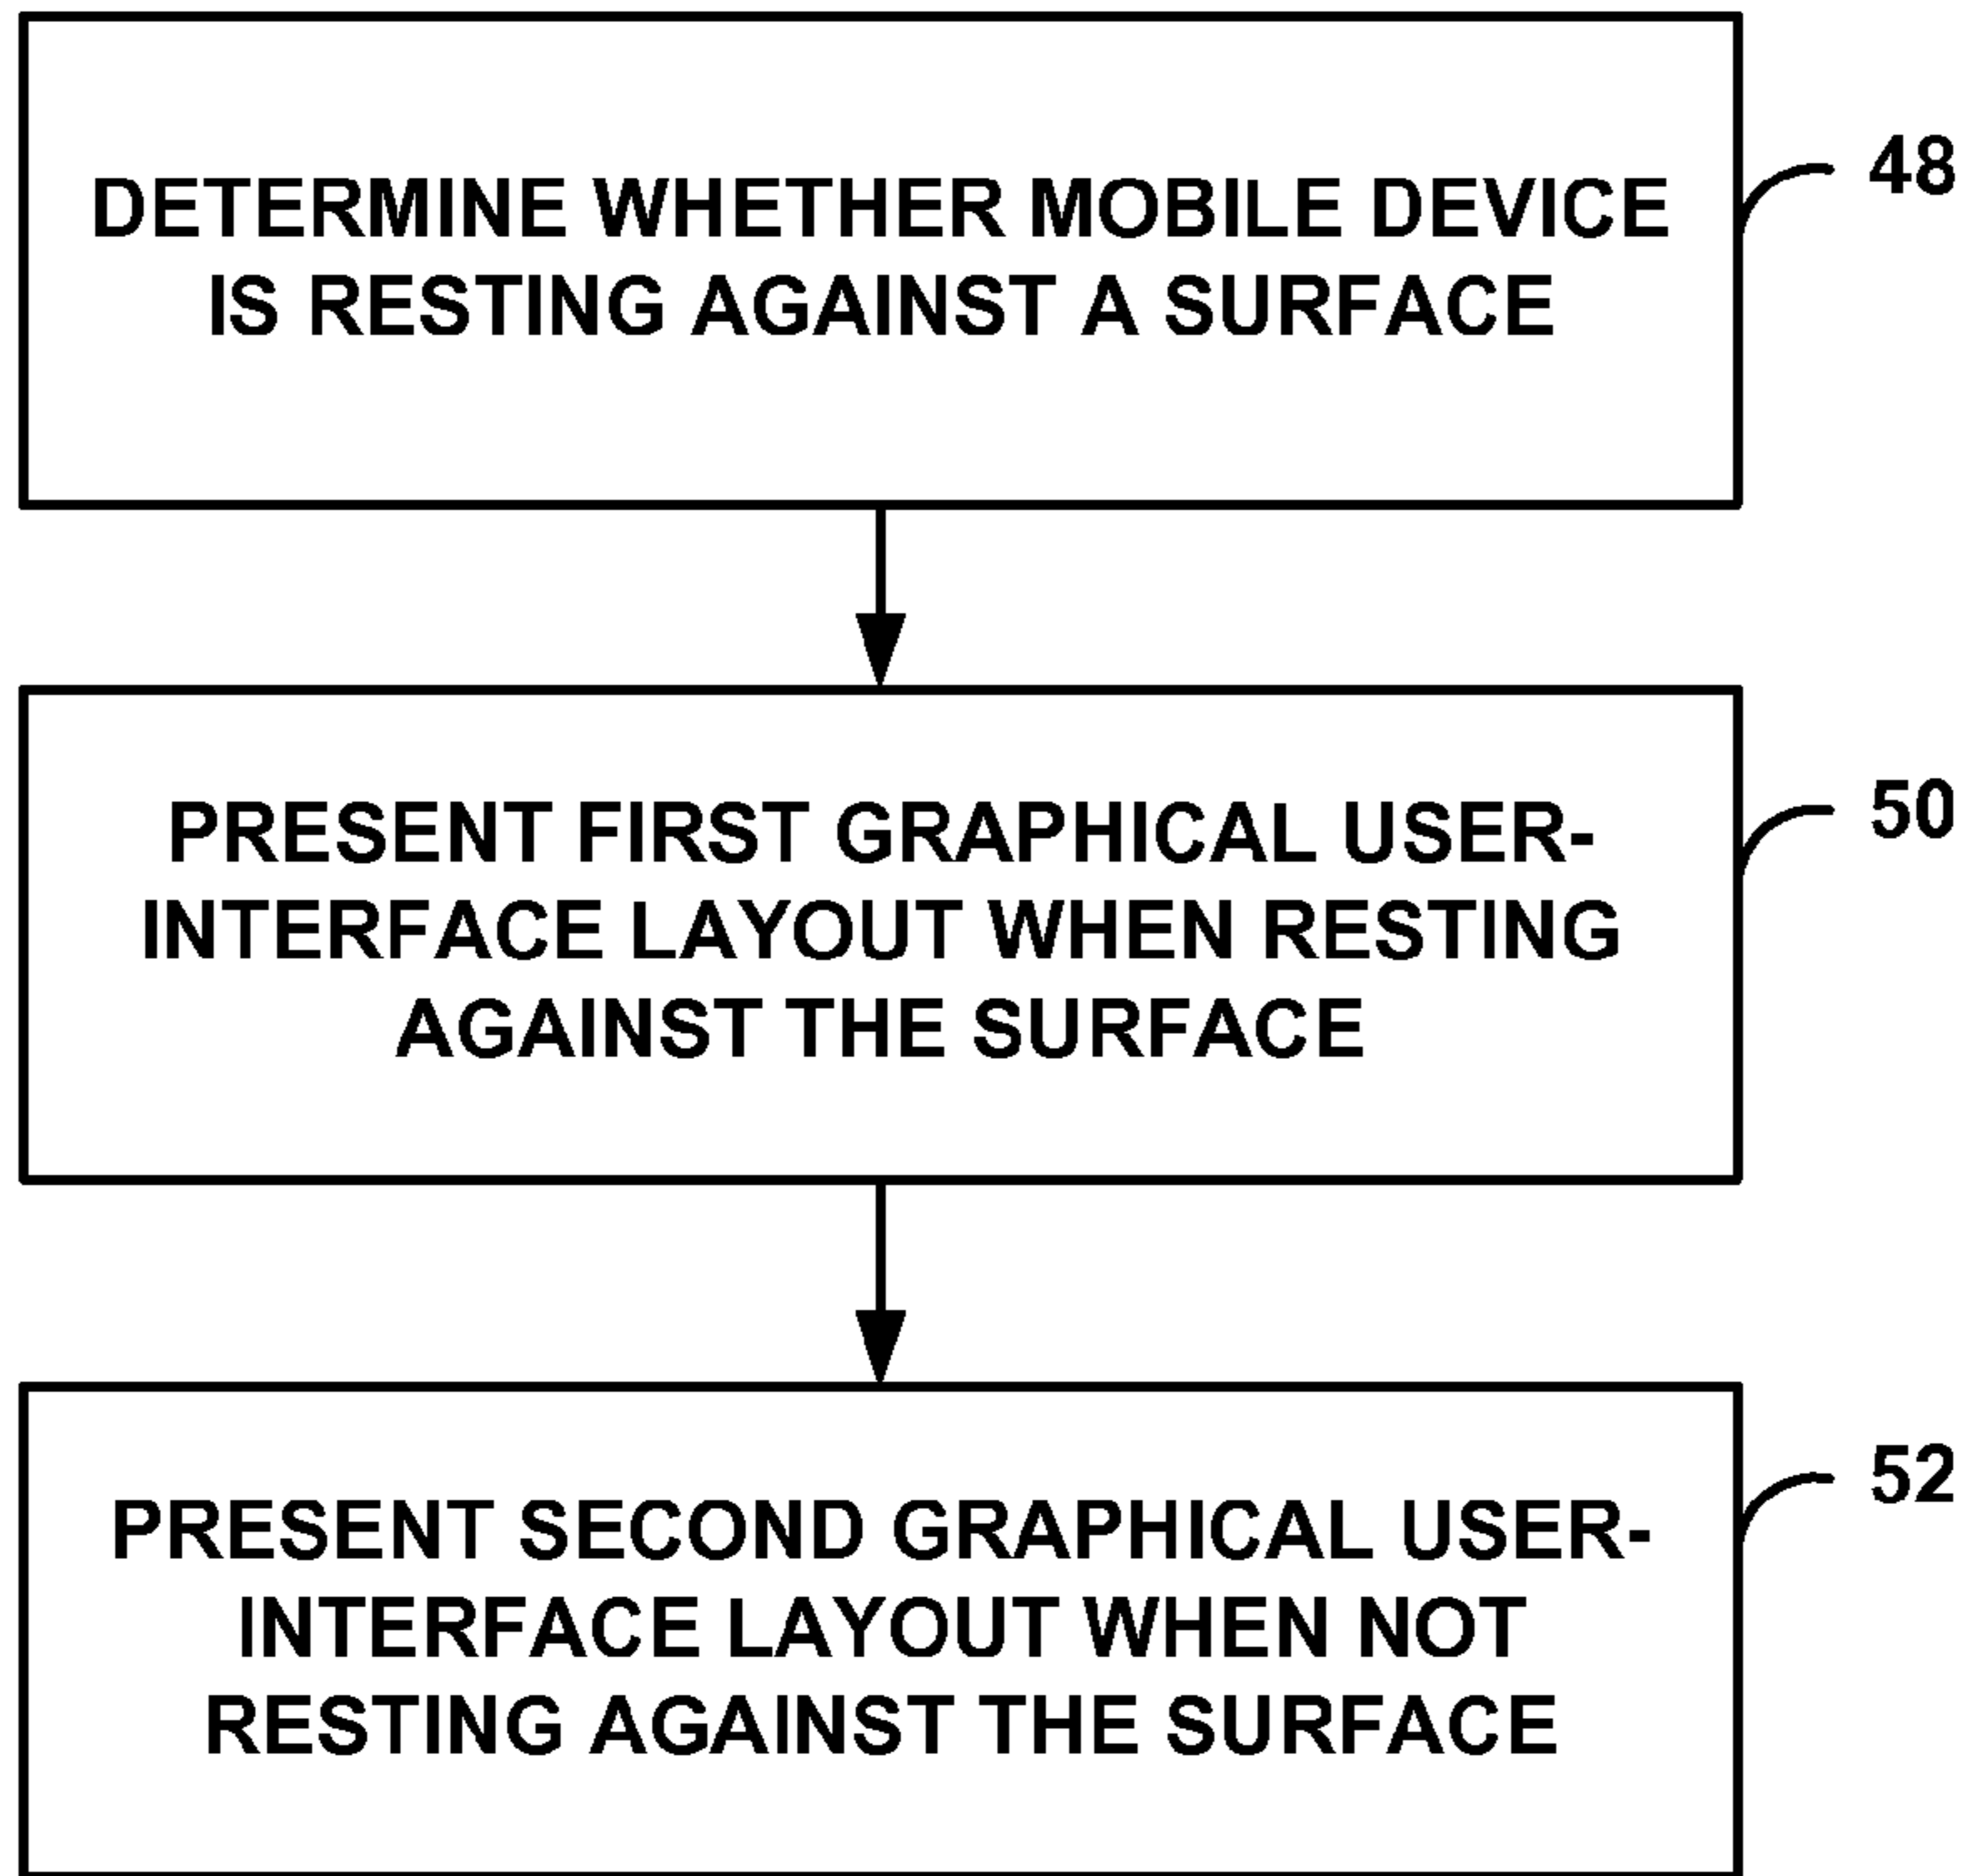 DETERMINE WHETHER MOBILE DEVICE
IS RESTING AGAINST A SURFACE
48
PRESENT FIRST GRAPHICAL USER-
INTERFACE LAYOUT WHEN RESTING
AGAINST THE SURFACE
50
PRESENT SECOND GRAPHICAL USER-
INTERFACE LAYOUT WHEN NOT
RESTING AGAINST THE SURFACE
52